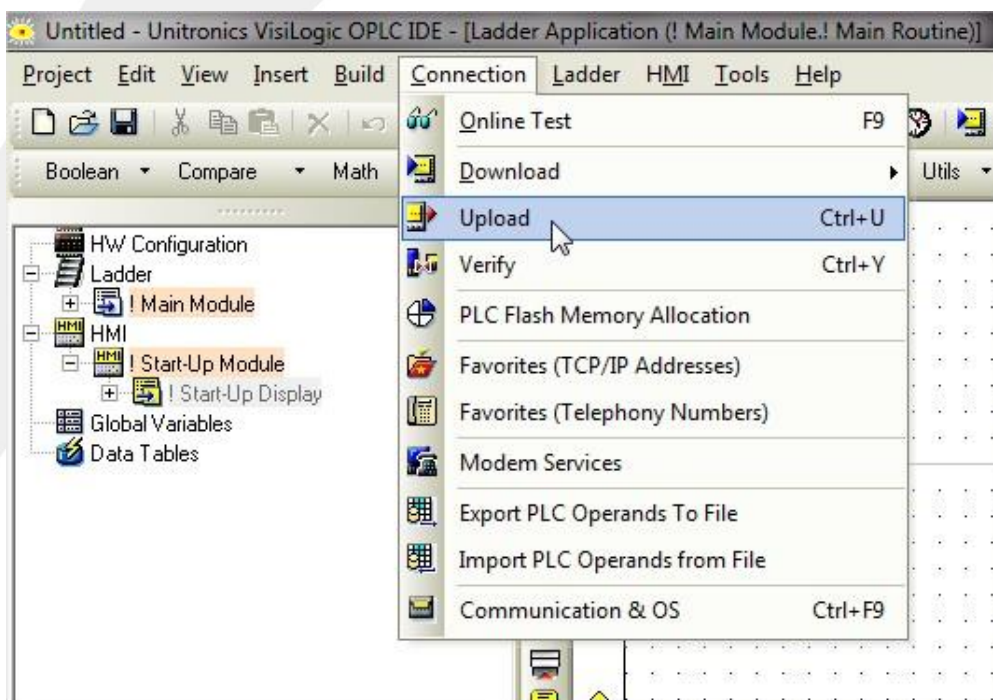 Untitled - Unitronics VisiLogic OPLC IDE - [Ladder Application (! Main Module.! Main Routine)]
Project Edit View Insert Build Connection Ladder HMI Tools Help
Boolean Compare Math Utils
Online Test F9
Download
Upload Ctrl+U
Verify Ctrl+Y
PLC Flash Memory Allocation
Favorites (TCP/IP Addresses)
Favorites (Telephony Numbers)
Modem Services
Export PLC Operands To File
Import PLC Operands from File
Communication & OS Ctrl+F9
HW Configuration
Ladder
! Main Module
HMI HMI
HMI ! Start-Up Module
! Start-Up Display
Global Variables
Data Tables